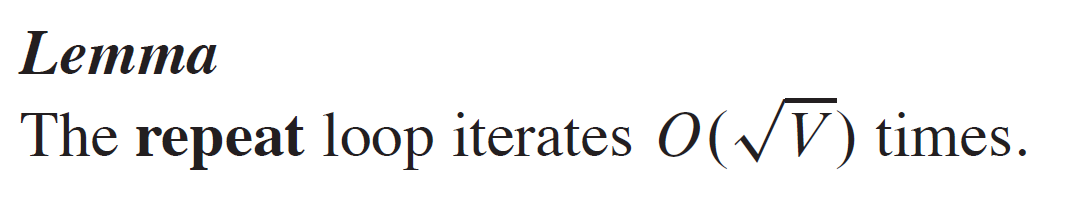 Lemma
The repeat loop iterates O(√V) times.